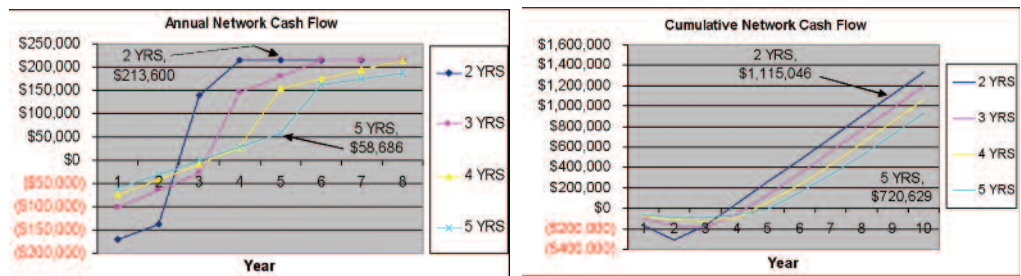 Annual Network Cash Flow
$250,000
$200,000
$150,000
$100,000
$50,000
$0
($50,000)
($100,000)
($150,000)
($200,000)
2 YRS,
$213,600
5 YRS,
$58,686
1 2 3 4 5 6 7 8
Year
2 YRS
3 YRS
4 YRS
5 YRS
Cumulative Network Cash Flow
$1,600,000
$1,400,000
$1,200,000
$1,000,000
$800,000
$600,000
$400,000
$200,000
$0
($200,000)
($400,000)
2 YRS,
$1,115,046
5 YRS,
$720,629
1 2 3 4 5 6 7 8 9 10
Year
2 YRS
3 YRS
4 YRS
5 YRS